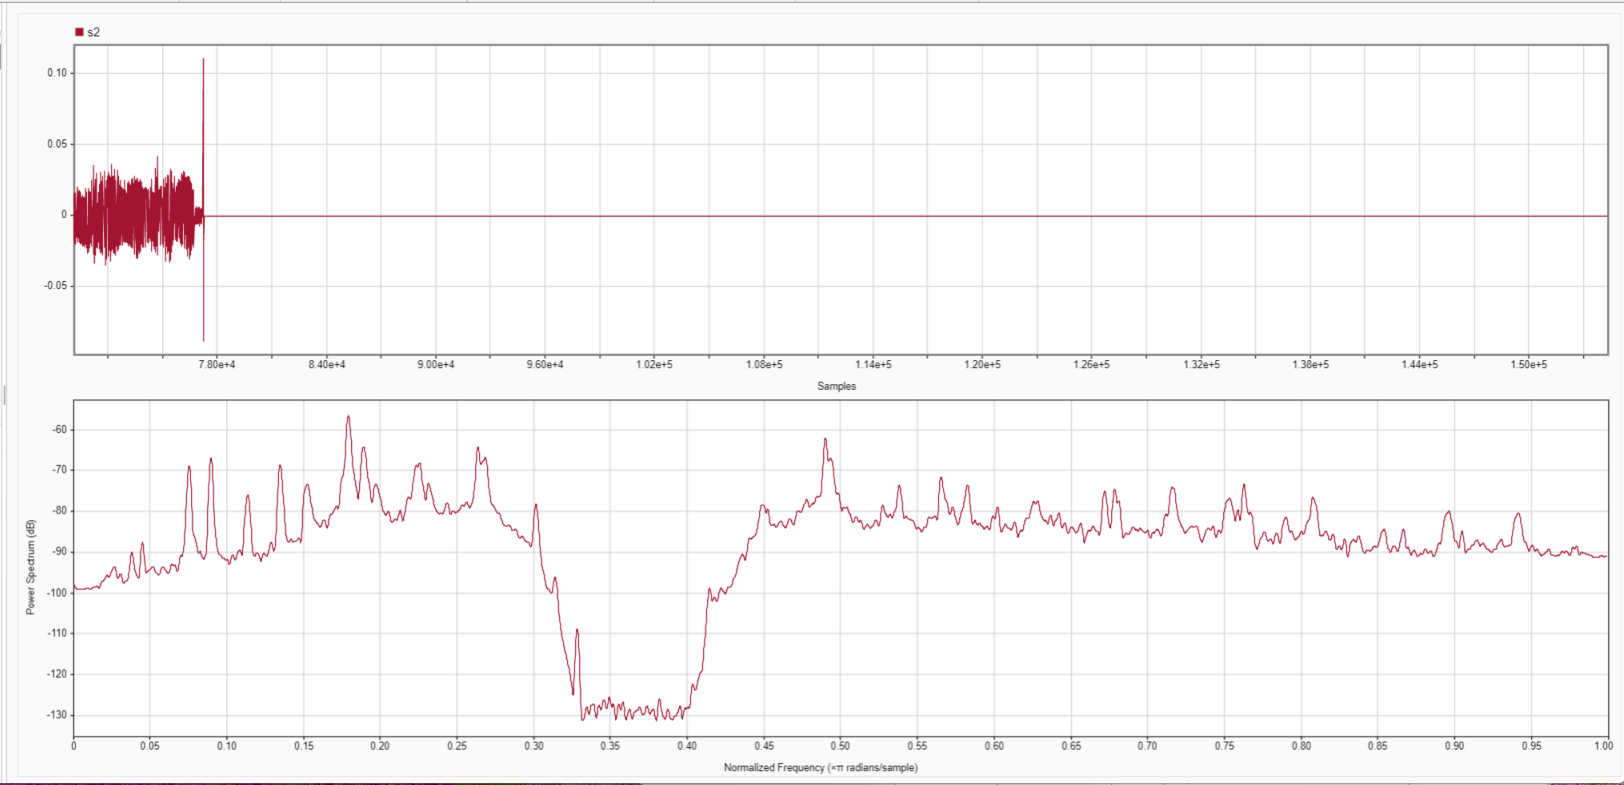 s2
0.10
0.05
0
-0.05
7.80e+4 8.40e+4 9.00e+4 9.60e+4 1.02e+5 1.08e+5 1.14e+5 1.20e+5 1.26e+5 1.32e+5 1.38e+5 1.44e+5 1.50e+5
Samples
Power Spectrum (dB)
-60
-70
-80
-90
-100
-110
-120
-130
0 0.05 0.10 0.15 0.20 0.25 0.30 0.35 0.40 0.45 0.50 0.55 0.60 0.65 0.70 0.75 0.80 0.85 0.90 0.95 1.00
Normalized Frequency (×π radians/sample)